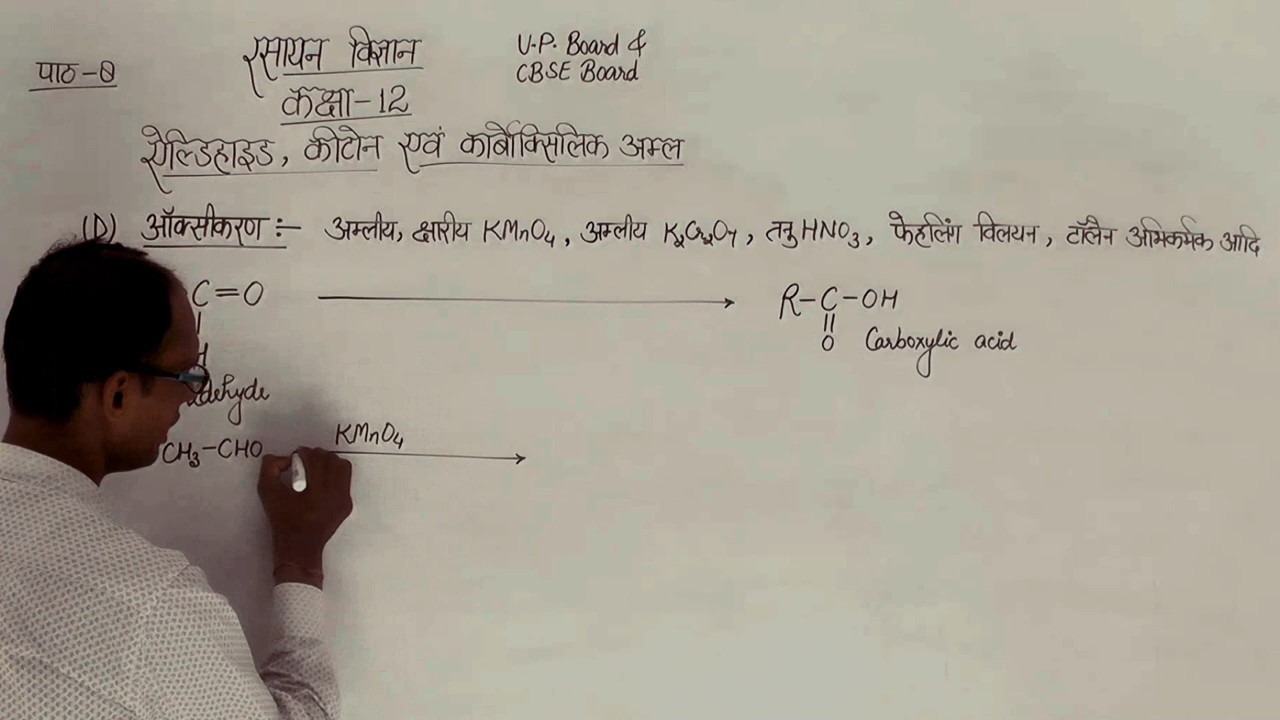 रसायन विज्ञान
U.P. Board &
CBSE Board
पाठ-8
कक्षा-12
ऐल्डिहाइड, कीटोन एवं कार्बोक्सिलिक अम्ल
(D) ऑक्सीकरण :- अम्लीय, क्षारीय KMnO₄, अम्लीय K₂Cr₂O₇, तनु HNO₃, फेहलिंग विलयन, टॉलेन अभिकर्मक आदि
C=O ⟶ R-C-OH
| ||
H O Carboxylic acid
CH₃-CHO KMnO₄ ⟶